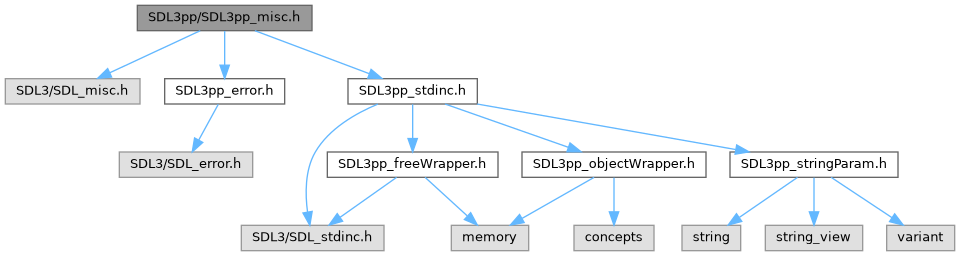 SDL3pp/SDL3pp_misc.h
SDL3/SDL_misc.h
SDL3pp_error.h
SDL3pp_stdinc.h
SDL3/SDL_error.h
SDL3pp_freeWrapper.h
SDL3pp_objectWrapper.h
SDL3pp_stringParam.h
SDL3/SDL_stdinc.h
memory
concepts
string
string_view
variant